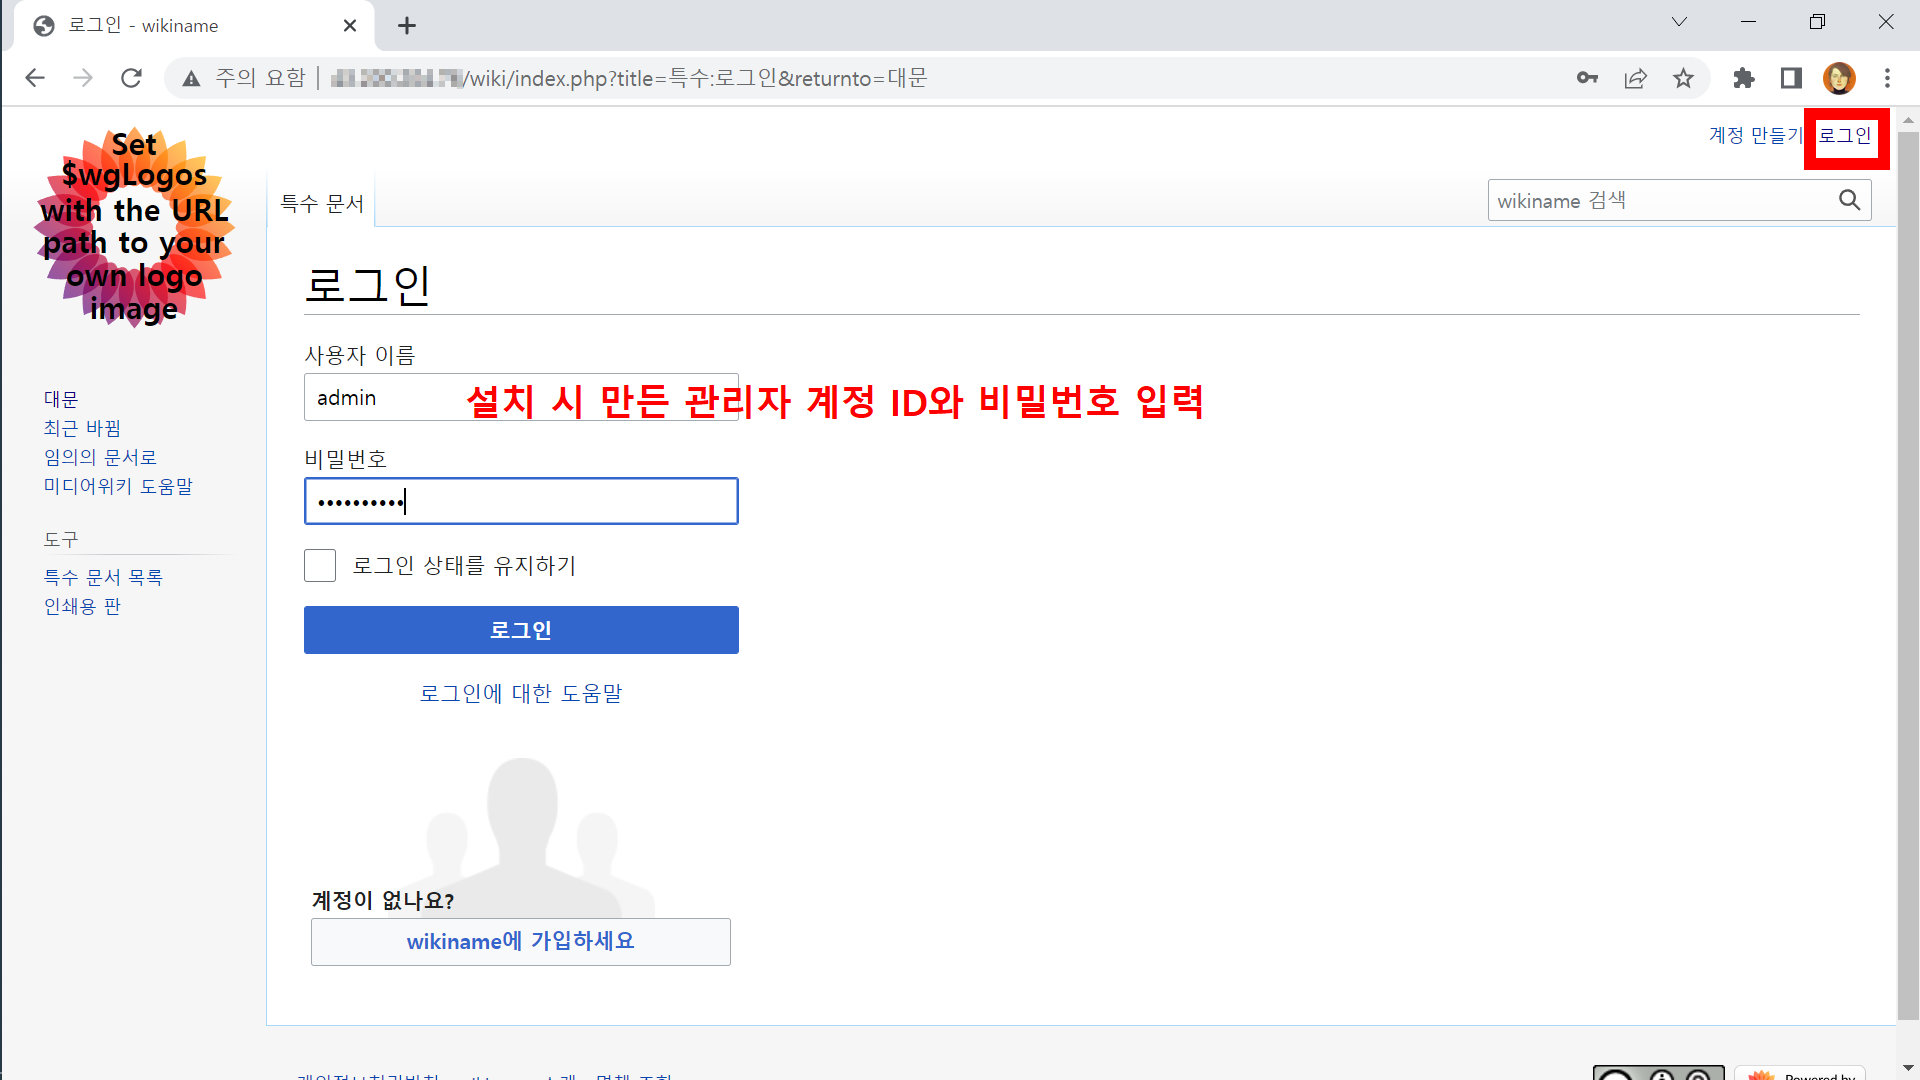 로그인 - wikiname
주의 요함 | /wiki/index.php?title=특수:로그인&returnto=대문
계정 만들기 로그인
Set
$wgLogos
with the URL
path to your
own logo
image
특수 문서
wikiname 검색
대문
최근 바뀜
임의의 문서로
미디어위키 도움말
도구
특수 문서 목록
인쇄용 판
로그인
사용자 이름
admin
설치 시 만든 관리자 계정 ID와 비밀번호 입력
비밀번호
••••••••••
로그인 상태를 유지하기
로그인
로그인에 대한 도움말
계정이 없나요?
wikiname에 가입하세요
Powered by